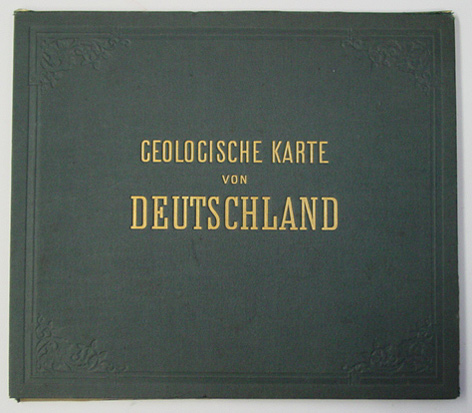 GEOLOGISCHE KARTE
VON
DEUTSCHLAND